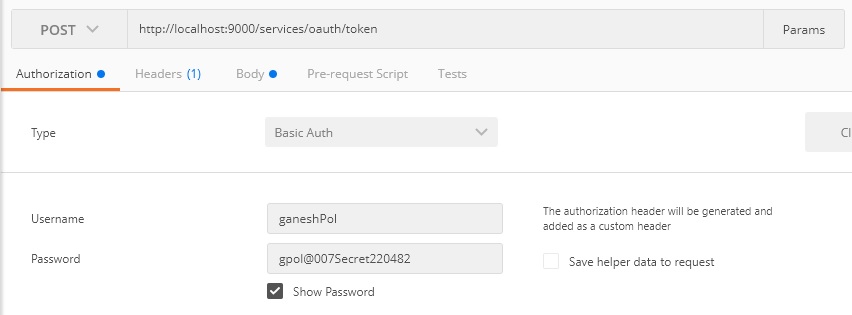 POST http://localhost:9000/services/oauth/token Params
Authorization Headers (1) Body Pre-request Script Tests
Type Basic Auth Cl
Username ganeshPol
Password gpol@007Secret220482
Show Password
The authorization header will be generated and
added as a custom header
Save helper data to request